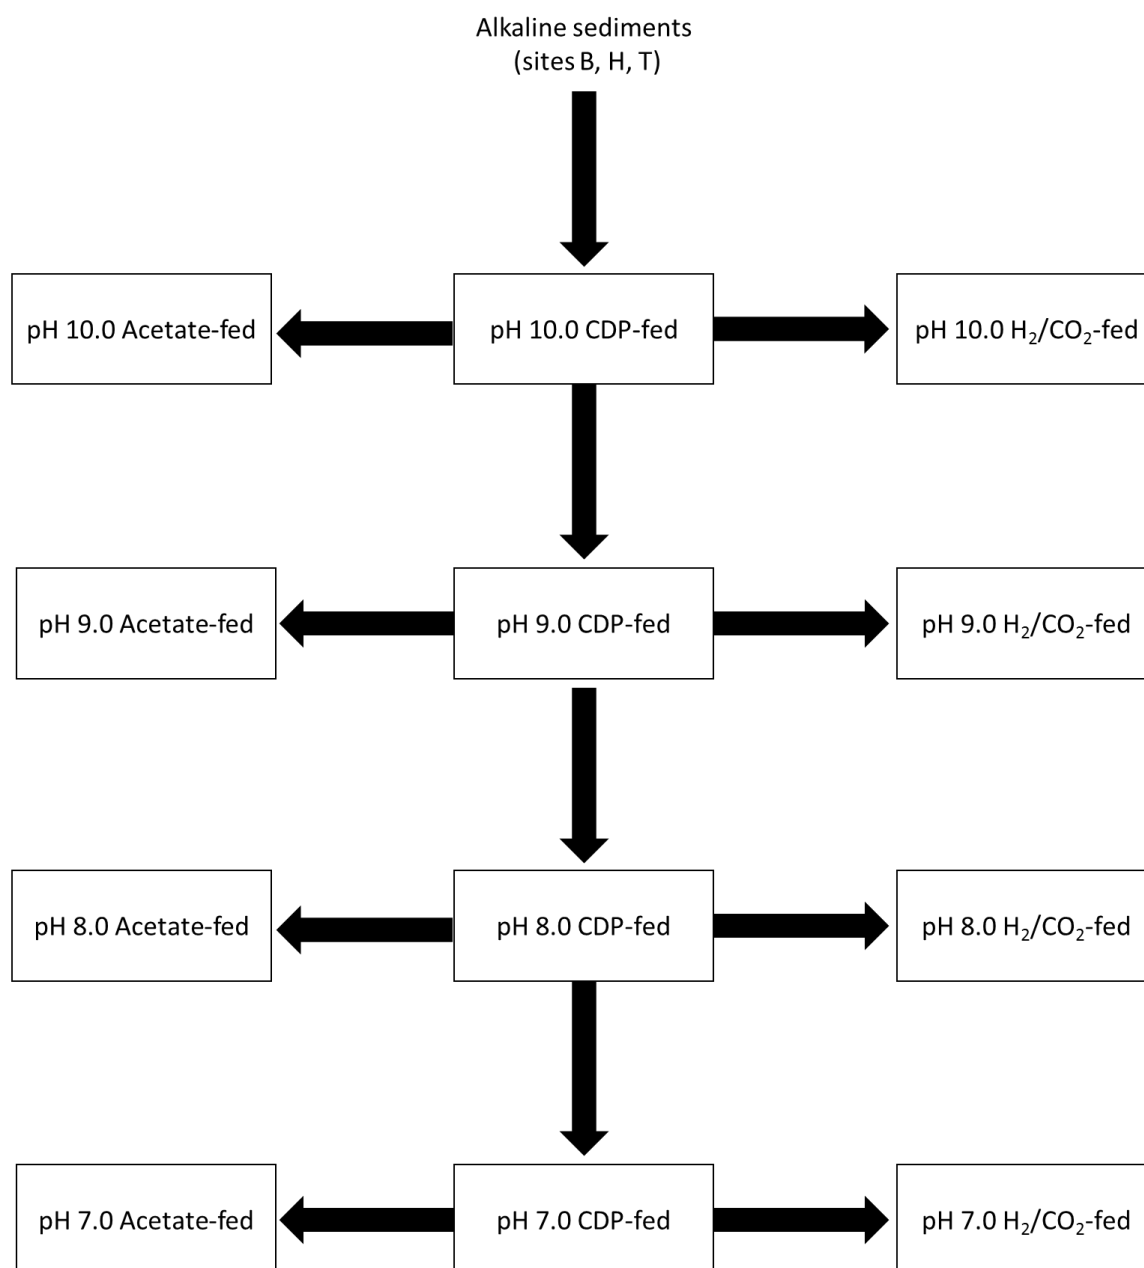 Alkaline sediments
(sites B, H, T)
pH 10.0 Acetate-fed
pH 10.0 CDP-fed
pH 10.0 H₂/CO₂-fed
pH 9.0 Acetate-fed
pH 9.0 CDP-fed
pH 9.0 H₂/CO₂-fed
pH 8.0 Acetate-fed
pH 8.0 CDP-fed
pH 8.0 H₂/CO₂-fed
pH 7.0 Acetate-fed
pH 7.0 CDP-fed
pH 7.0 H₂/CO₂-fed